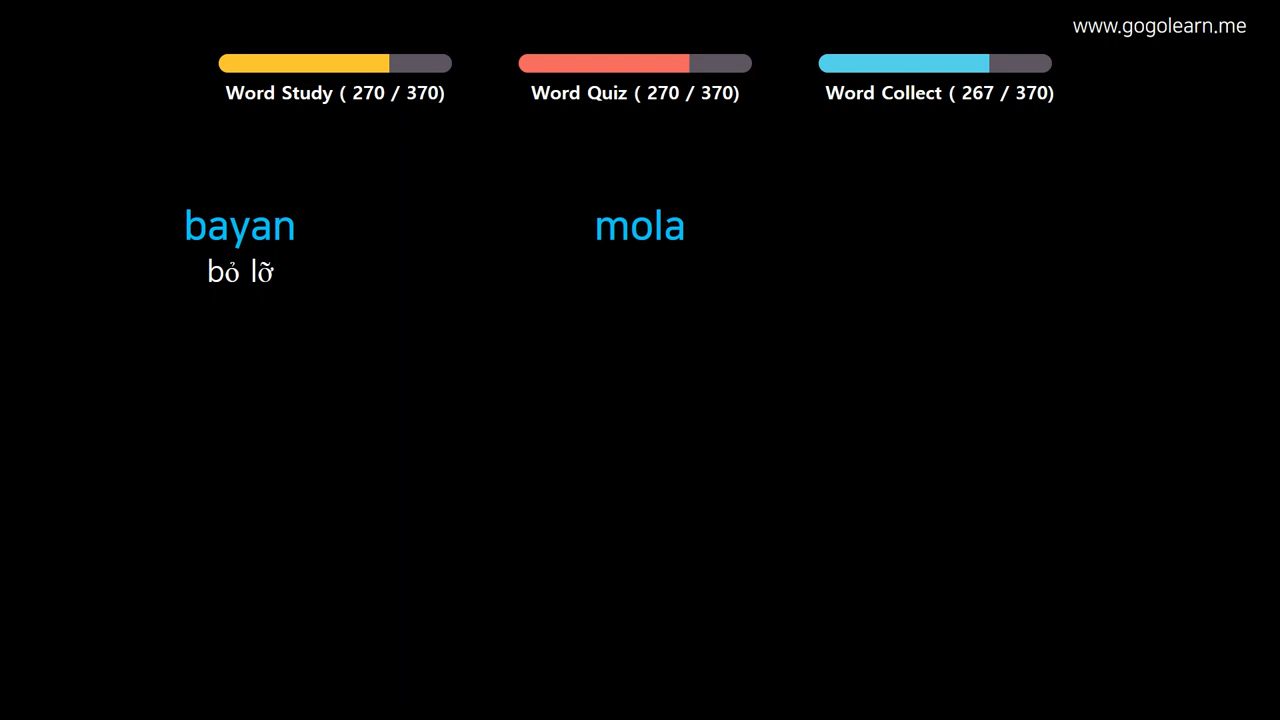 www.gogolearn.me
Word Study ( 270 / 370)
Word Quiz ( 270 / 370)
Word Collect ( 267 / 370)
bayan
bỏ lỡ
mola